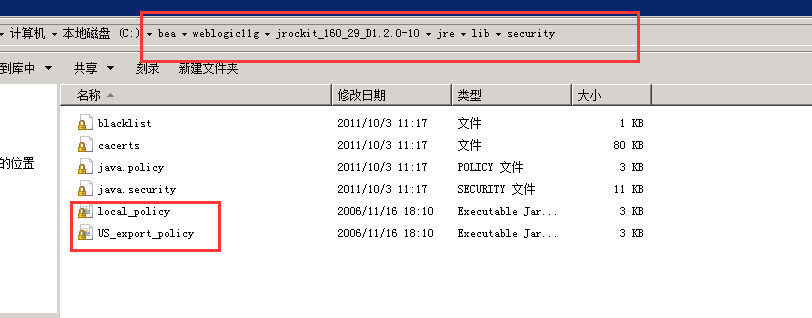 计算机 本地磁盘 (C:) bea weblogic11g jrockit_160_29_D1.2.0-10 jre lib security
到库中 共享 刻录 新建文件夹
名称 修改日期 类型 大小
blacklist 2011/10/3 11:17 文件 1 KB
cacerts 2011/10/3 11:17 文件 80 KB
的位置
java.policy 2011/10/3 11:17 POLICY 文件 3 KB
java.security 2011/10/3 11:17 SECURITY 文件 11 KB
local_policy 2006/11/16 18:10 Executable Jar... 3 KB
US_export_policy 2006/11/16 18:10 Executable Jar... 3 KB